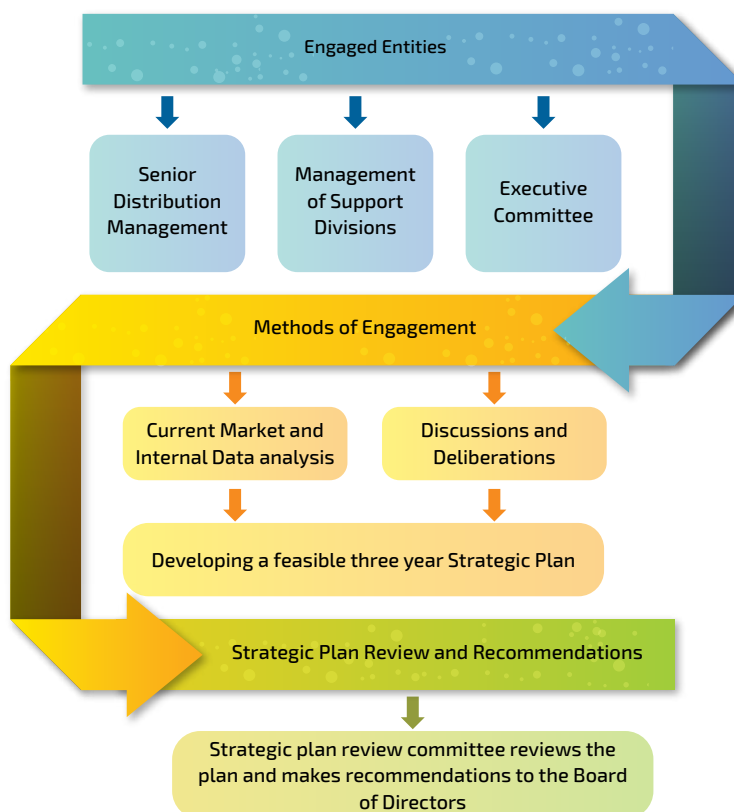 Engaged Entities
Senior
Distribution
Management
Management
of Support
Divisions
Executive
Committee
Methods of Engagement
Current Market and
Internal Data analysis
Discussions and
Deliberations
Developing a feasible three year Strategic Plan
Strategic Plan Review and Recommendations
Strategic plan review committee reviews the
plan and makes recommendations to the Board
of Directors